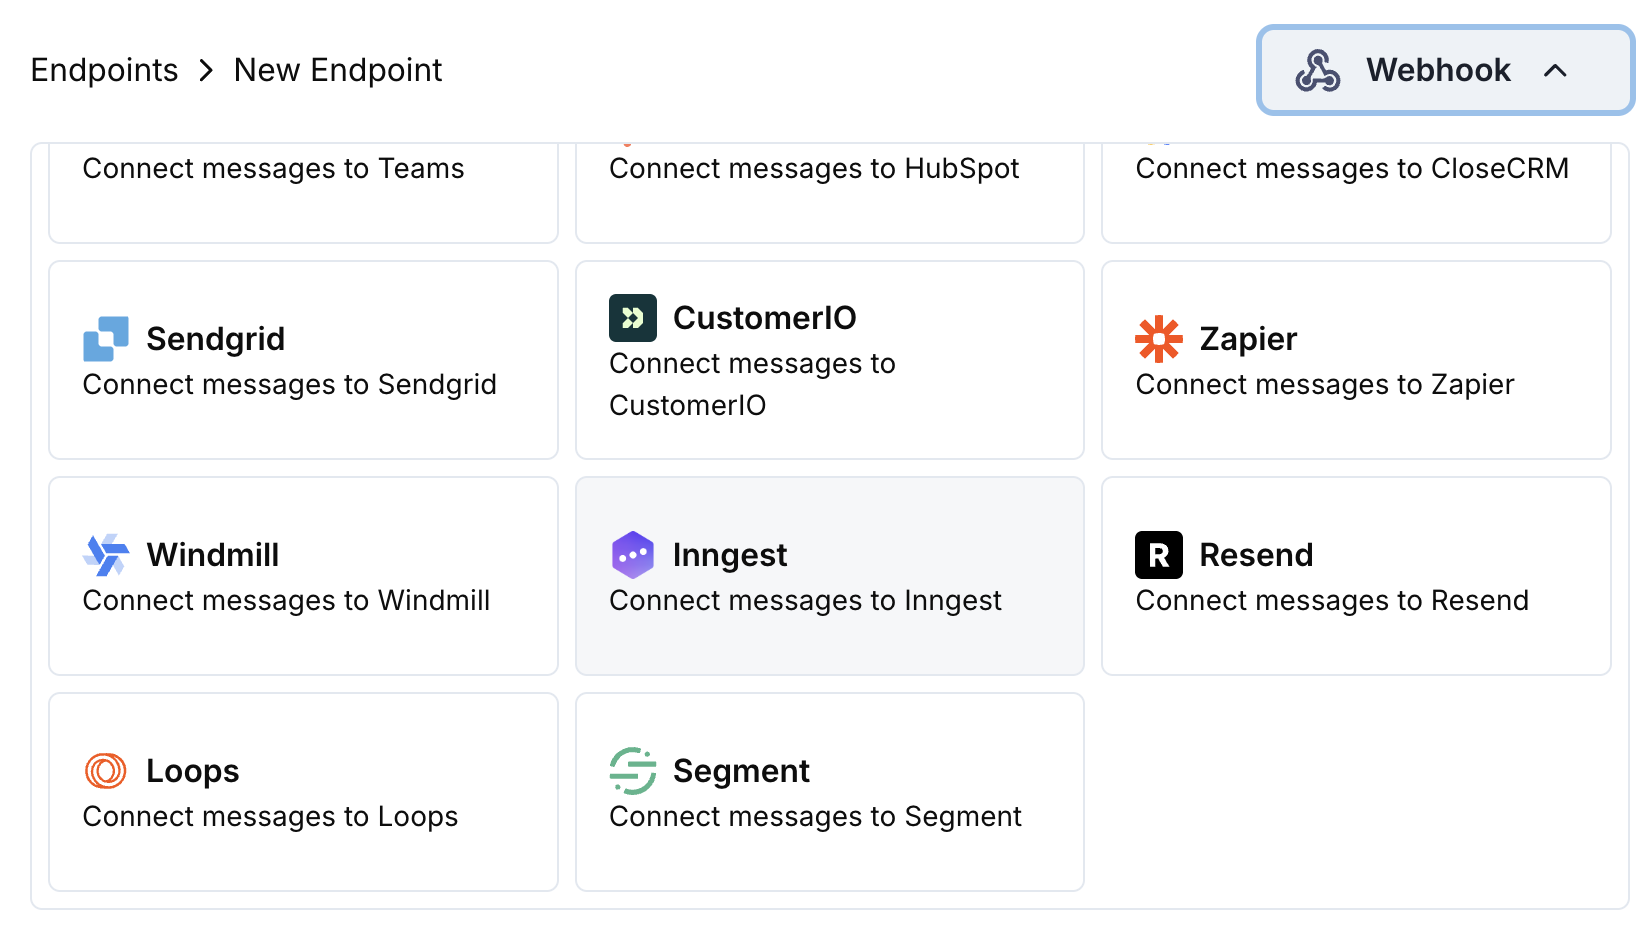 Endpoints > New Endpoint
Webhook
Connect messages to Teams
Connect messages to HubSpot
Connect messages to CloseCRM
Sendgrid
Connect messages to Sendgrid
CustomerIO
Connect messages to
CustomerIO
Zapier
Connect messages to Zapier
Windmill
Connect messages to Windmill
Inngest
Connect messages to Inngest
R Resend
Connect messages to Resend
Loops
Connect messages to Loops
Segment
Connect messages to Segment